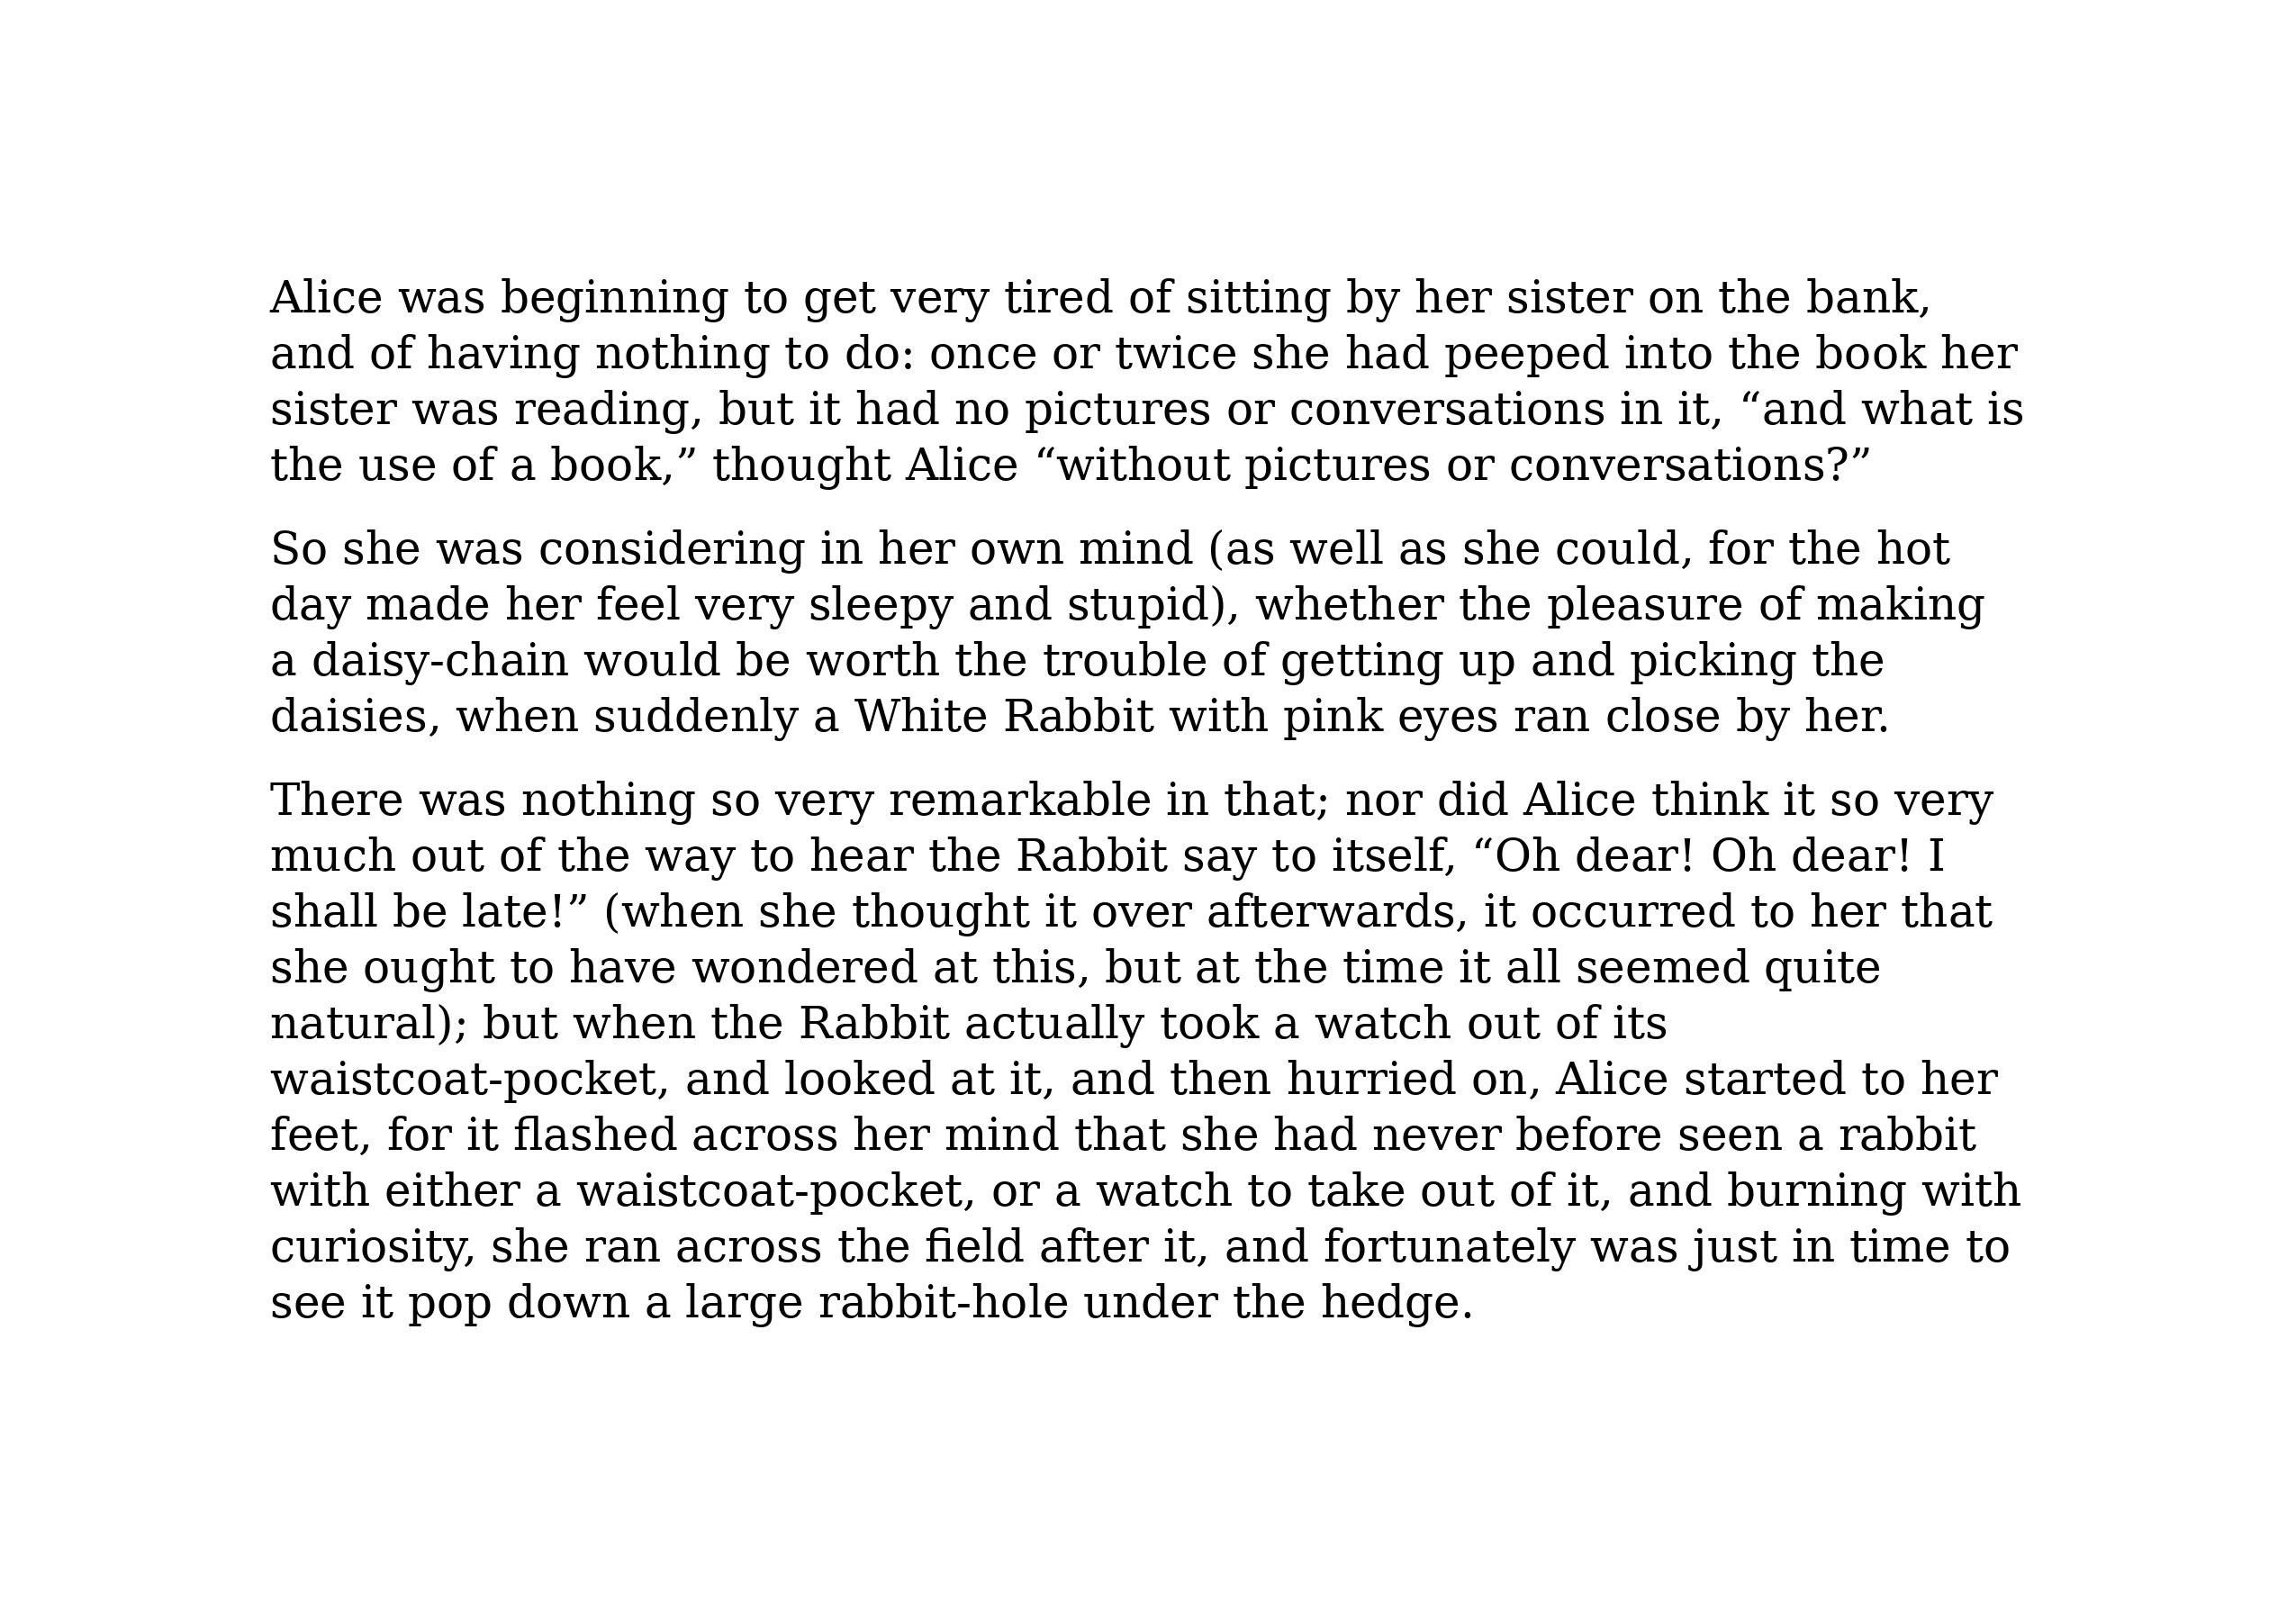 Alice was beginning to get very tired of sitting by her sister on the bank,
and of having nothing to do: once or twice she had peeped into the book her
sister was reading, but it had no pictures or conversations in it, “and what is
the use of a book,” thought Alice “without pictures or conversations?”
So she was considering in her own mind (as well as she could, for the hot
day made her feel very sleepy and stupid), whether the pleasure of making
a daisy-chain would be worth the trouble of getting up and picking the
daisies, when suddenly a White Rabbit with pink eyes ran close by her.
There was nothing so very remarkable in that; nor did Alice think it so very
much out of the way to hear the Rabbit say to itself, “Oh dear! Oh dear! I
shall be late!” (when she thought it over afterwards, it occurred to her that
she ought to have wondered at this, but at the time it all seemed quite
natural); but when the Rabbit actually took a watch out of its
waistcoat-pocket, and looked at it, and then hurried on, Alice started to her
feet, for it flashed across her mind that she had never before seen a rabbit
with either a waistcoat-pocket, or a watch to take out of it, and burning with
curiosity, she ran across the field after it, and fortunately was just in time to
see it pop down a large rabbit-hole under the hedge.